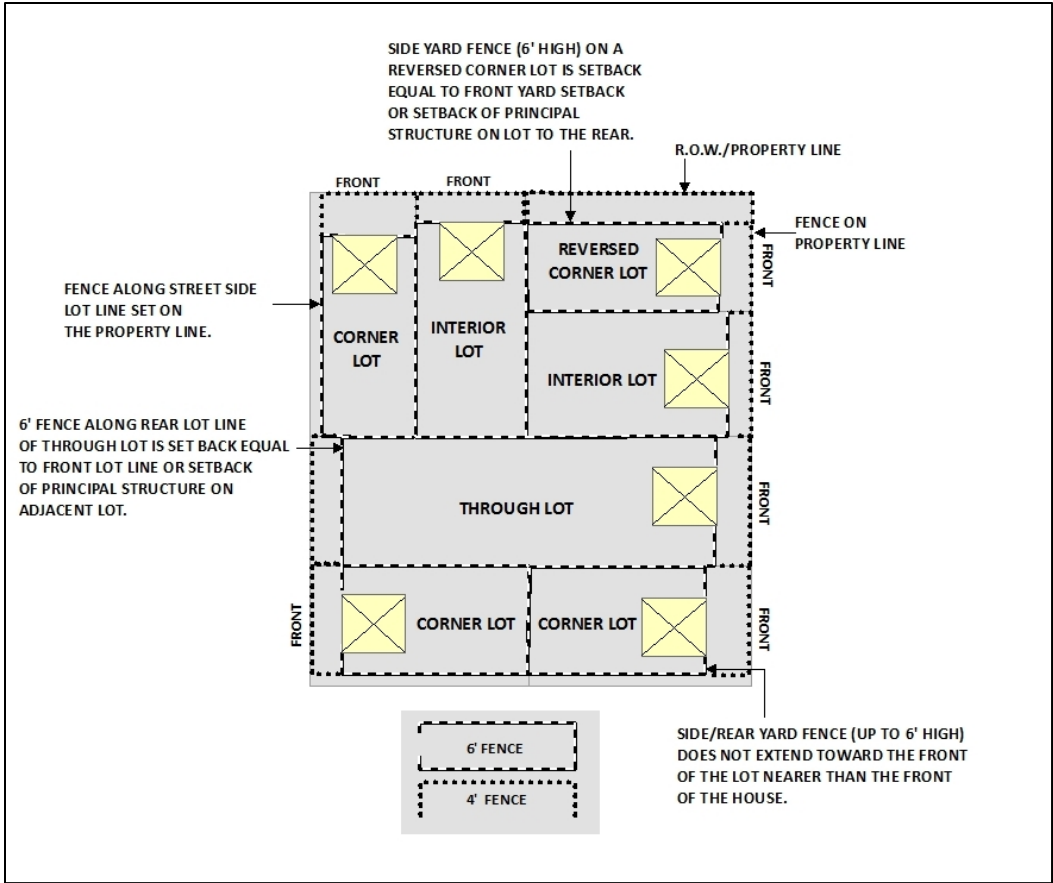 SIDE YARD FENCE (6' HIGH) ON A
REVERSED CORNER LOT IS SETBACK
EQUAL TO FRONT YARD SETBACK
OR SETBACK OF PRINCIPAL
STRUCTURE ON LOT TO THE REAR.
R.O.W./PROPERTY LINE
FRONT
FRONT
FENCE ON
PROPERTY LINE
REVERSED
CORNER LOT
FRONT
FENCE ALONG STREET SIDE
LOT LINE SET ON
THE PROPERTY LINE.
CORNER
LOT
INTERIOR
LOT
INTERIOR LOT
FRONT
6' FENCE ALONG REAR LOT LINE
OF THROUGH LOT IS SET BACK EQUAL
TO FRONT LOT LINE OR SETBACK
OF PRINCIPAL STRUCTURE ON
ADJACENT LOT.
THROUGH LOT
FRONT
FRONT
CORNER LOT
CORNER LOT
FRONT
SIDE/REAR YARD FENCE (UP TO 6' HIGH)
DOES NOT EXTEND TOWARD THE FRONT
OF THE LOT NEARER THAN THE FRONT
OF THE HOUSE.
6' FENCE
4' FENCE